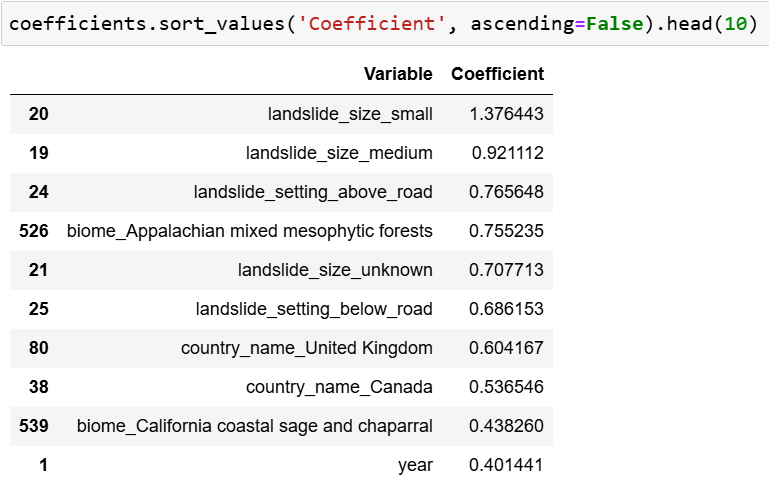 coefficients.sort_values('Coefficient', ascending=False).head(10)
Variable Coefficient
20 landslide_size_small 1.376443
19 landslide_size_medium 0.921112
24 landslide_setting_above_road 0.765648
526 biome_Appalachian mixed mesophytic forests 0.755235
21 landslide_size_unknown 0.707713
25 landslide_setting_below_road 0.686153
80 country_name_United Kingdom 0.604167
38 country_name_Canada 0.536546
539 biome_California coastal sage and chaparral 0.438260
1 year 0.401441